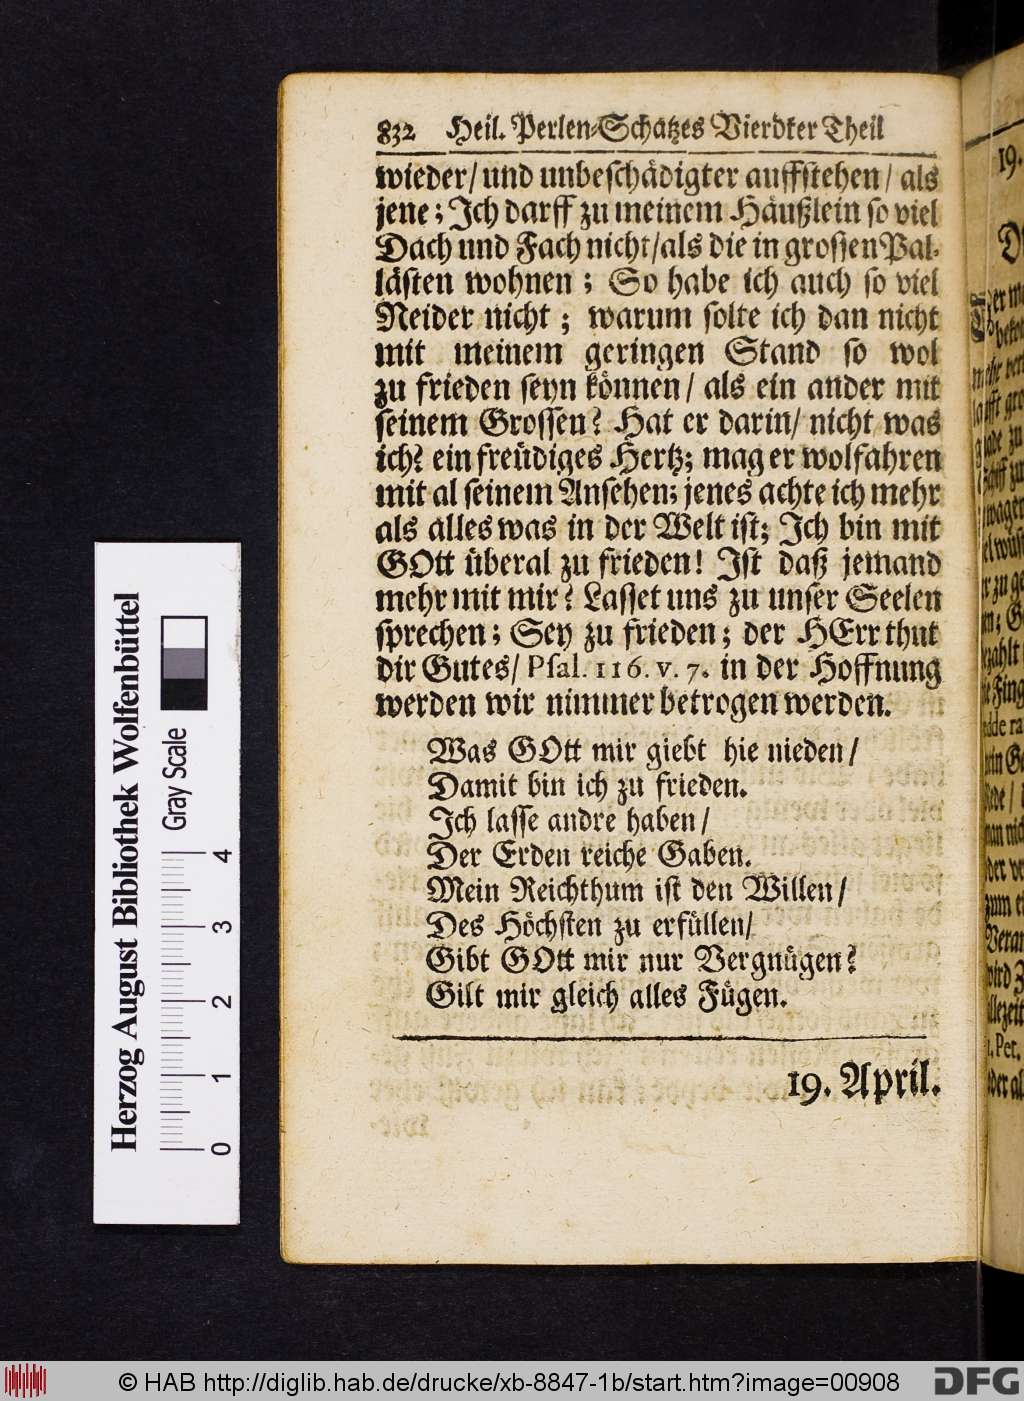 832 Heil. Perlen-Schatzes Vierdter Theil
wieder/ und unbeschädigter auffstehen/ als
jene; Ich darff zu meinem Häußlein so viel
Dach und Fach nicht/als die in grossen Pal-
lästen wohnen; So habe ich auch so viel
Neider nicht; warum solte ich dan nicht
mit meinem geringen Stand so wol
zu frieden seyn können/ als ein ander mit
seinem Grossen? Hat er darin/ nicht was
ich? ein freüdiges Hertz; mag er wolfahren
mit al seinem Ansehen; jenes achte ich mehr
als alles was in der Welt ist; Ich bin mit
GOtt überal zu frieden! Ist daß jemand
mehr mit mir? Lasset uns zu unser Seelen
sprechen; Sey zu frieden; der HErr thut
dir Gutes/ Psal. 116. v. 7. in der Hoffnung
werden wir nimmer betrogen werden.
Was GOtt mir giebt hie nieden/
Damit bin ich zu frieden.
Ich lasse andre haben/
Der Erden reiche Gaben.
Mein Reichthum ist den Willen/
Des Höchsten zu erfüllen/
Gibt GOtt mir nur Vergnügen?
Gilt mir gleich alles Fügen.
19. April.
Herzog August Bibliothek Wolfenbüttel
Gray Scale
0 1 2 3 4
19.
1. Pet.
© HAB http://diglib.hab.de/drucke/xb-8847-1b/start.htm?image=00908
DFG